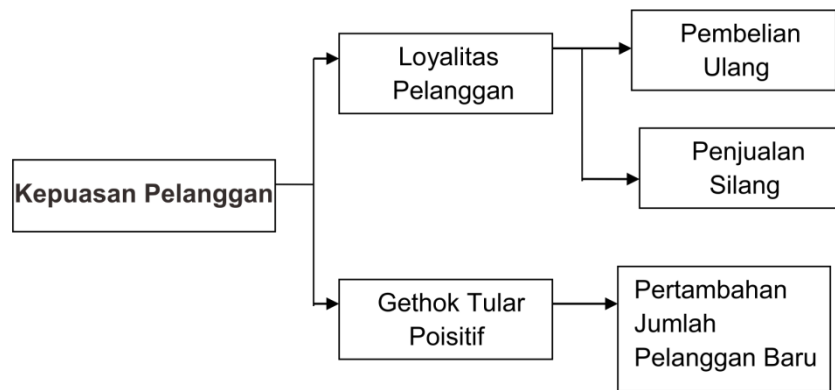 Kepuasan Pelanggan
Loyalitas
Pelanggan
Pembelian
Ulang
Penjualan
Silang
Gethok Tular
Poisitif
Pertambahan
Jumlah
Pelanggan Baru